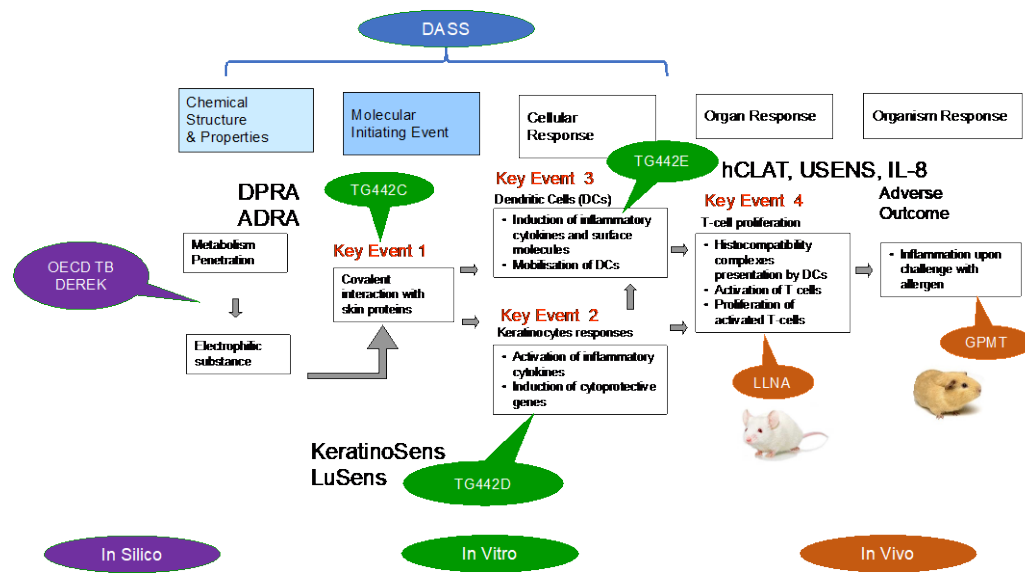 DASS
Chemical
Structure
& Properties
Molecular
Initiating Event
Cellular
Response
Organ Response
Organism Response
TG442C
TG442E
hCLAT, USENS, IL-8
DPRA
ADRA
Key Event 3
Dendritic Cells (DCs)
• Induction of inflammatory
cytokines and surface
molecules
• Mobilisation of DCs
Key Event 4
T-cell proliferation
• Histocompatibility
complexes
presentation by DCs
• Activation of T cells
• Proliferation of
activated T-cells
Adverse
Outcome
• Inflammation upon
challenge with
allergen
Metabolism
Penetration
Key Event 1
Covalent
interaction with
skin proteins
OECD TB
DEREK
Electrophilic
substance
Key Event 2
Keratinocytes responses
• Activation of inflammatory
cytokines
• Induction of cytoprotective
genes
LLNA
GPMT
KeratinoSens
LuSens
TG442D
In Silico
In Vitro
In Vivo